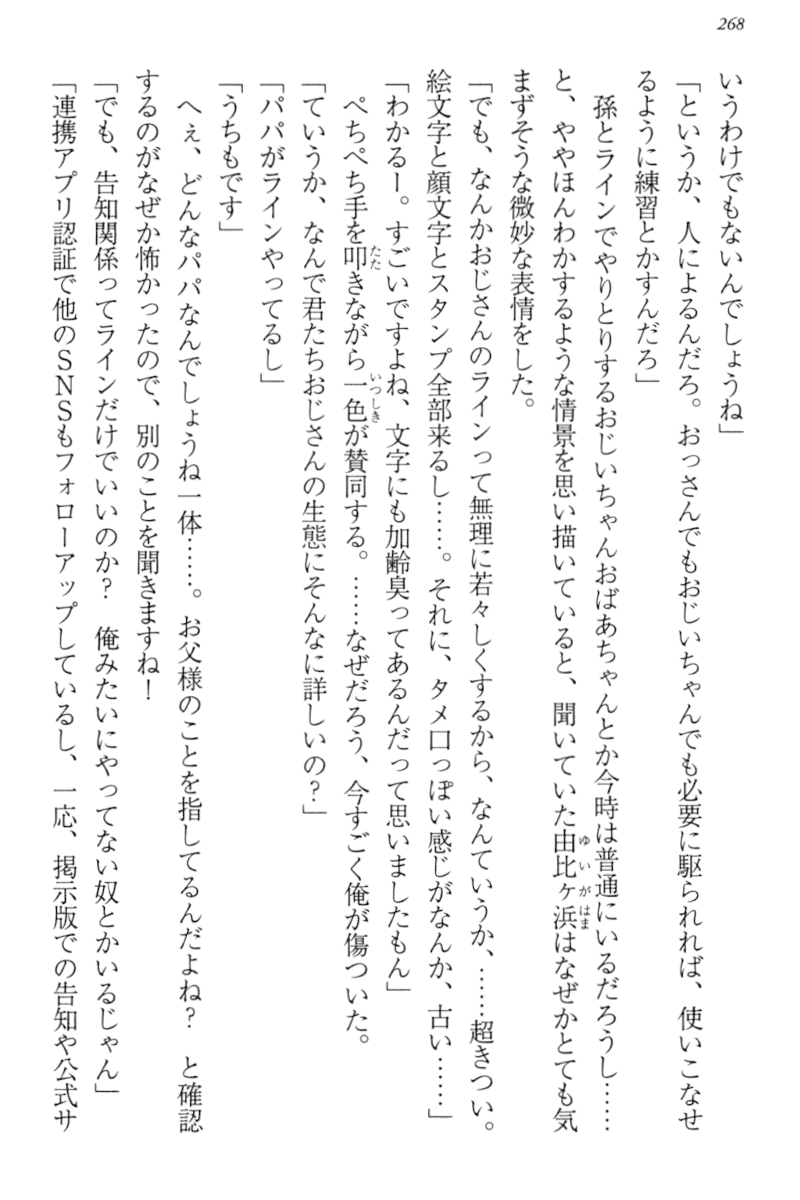 268
いうわけでもないんでしょうね」
「というか、人によるんだろ。おっさんでもおじいちゃんでも必要に駆られれば、使いこなせ
るように練習とかすんだろ」
　孫とラインでやりとりするおじいちゃんおばあちゃんとか今時は普通にいるだろうし……
と、ややほんわかするような情景を思い描いていると、聞いていた由比ヶ浜はなぜかとても気
まずそうな微妙な表情をした。
「でも、なんかおじさんのラインって無理に若々しくするから、なんていうか、……超きつい。
絵文字と顔文字とスタンプ全部来るし……。それに、タメ口っぽい感じがなんか、古い……」
「わかるー。すごいですよね、文字にも加齢臭ってあるんだって思いましたもん」
　ぺちぺち手を叩きながら一色が賛同する。……なぜだろう、今すごく俺が傷ついた。
「ていうか、なんで君たちおじさんの生態にそんなに詳しいの？」
「パパがラインやってるし」
「うちもです」
　へぇ、どんなパパなんでしょうね一体……。お父様のことを指してるんだよね？　と確認
するのがなぜか怖かったので、別のことを聞きますね！
「でも、告知関係ってラインだけでいいのか？　俺みたいにやってない奴とかいるじゃん」
「連携アプリ認証で他のＳＮＳもフォローアップしているし、一応、掲示版での告知や公式サ